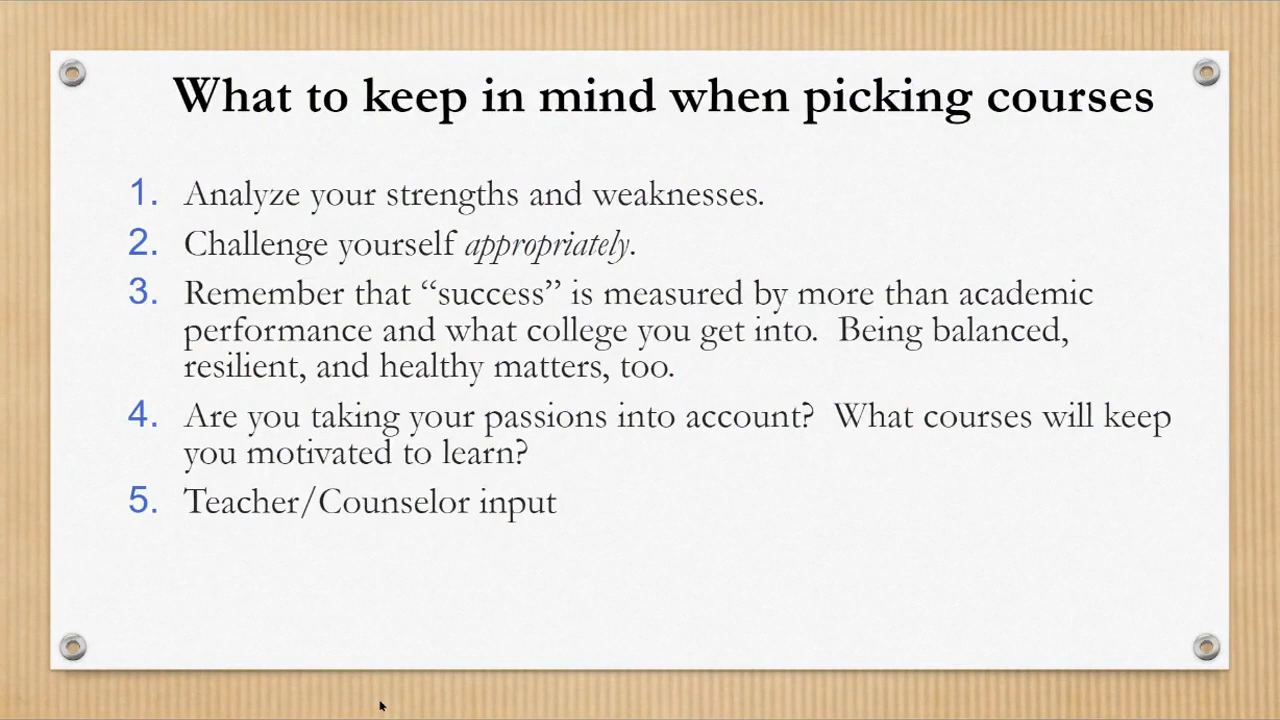 What to keep in mind when picking courses
1. Analyze your strengths and weaknesses.
2. Challenge yourself appropriately.
3. Remember that “success” is measured by more than academic
performance and what college you get into.  Being balanced,
resilient, and healthy matters, too.
4. Are you taking your passions into account?  What courses will keep
you motivated to learn?
5. Teacher/Counselor input